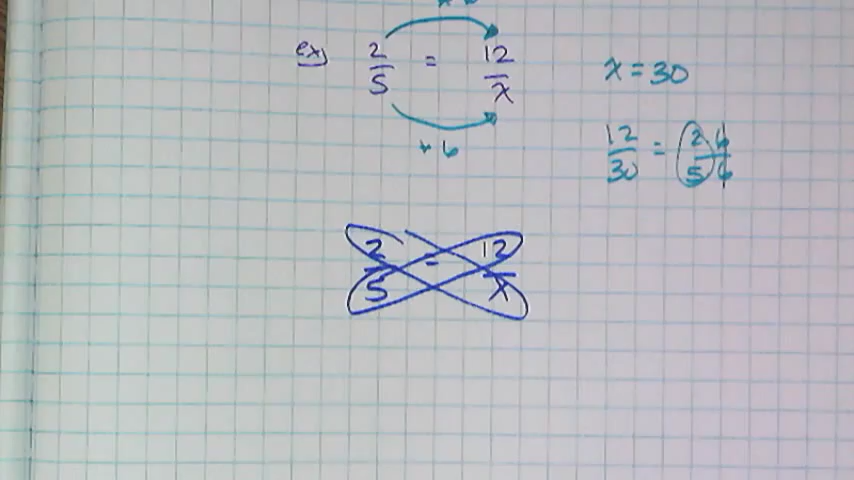 ex) 2/5 = 12/x
x 6
x = 30
12/30 = 2 6/5 6
2/5 = 12/x